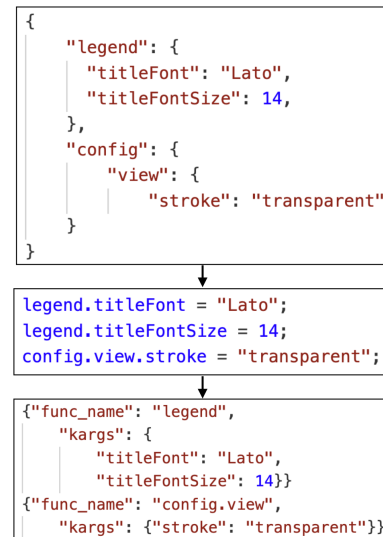 {
"legend": {
"titleFont": "Lato",
"titleFontSize": 14,
},
"config": {
"view": {
"stroke": "transparent"
}
}
legend.titleFont = "Lato";
legend.titleFontSize = 14;
config.view.stroke = "transparent";
{"func_name": "legend",
"kargs": {
"titleFont": "Lato",
"titleFontSize": 14}}
{"func_name": "config.view",
"kargs": {"stroke": "transparent"}}